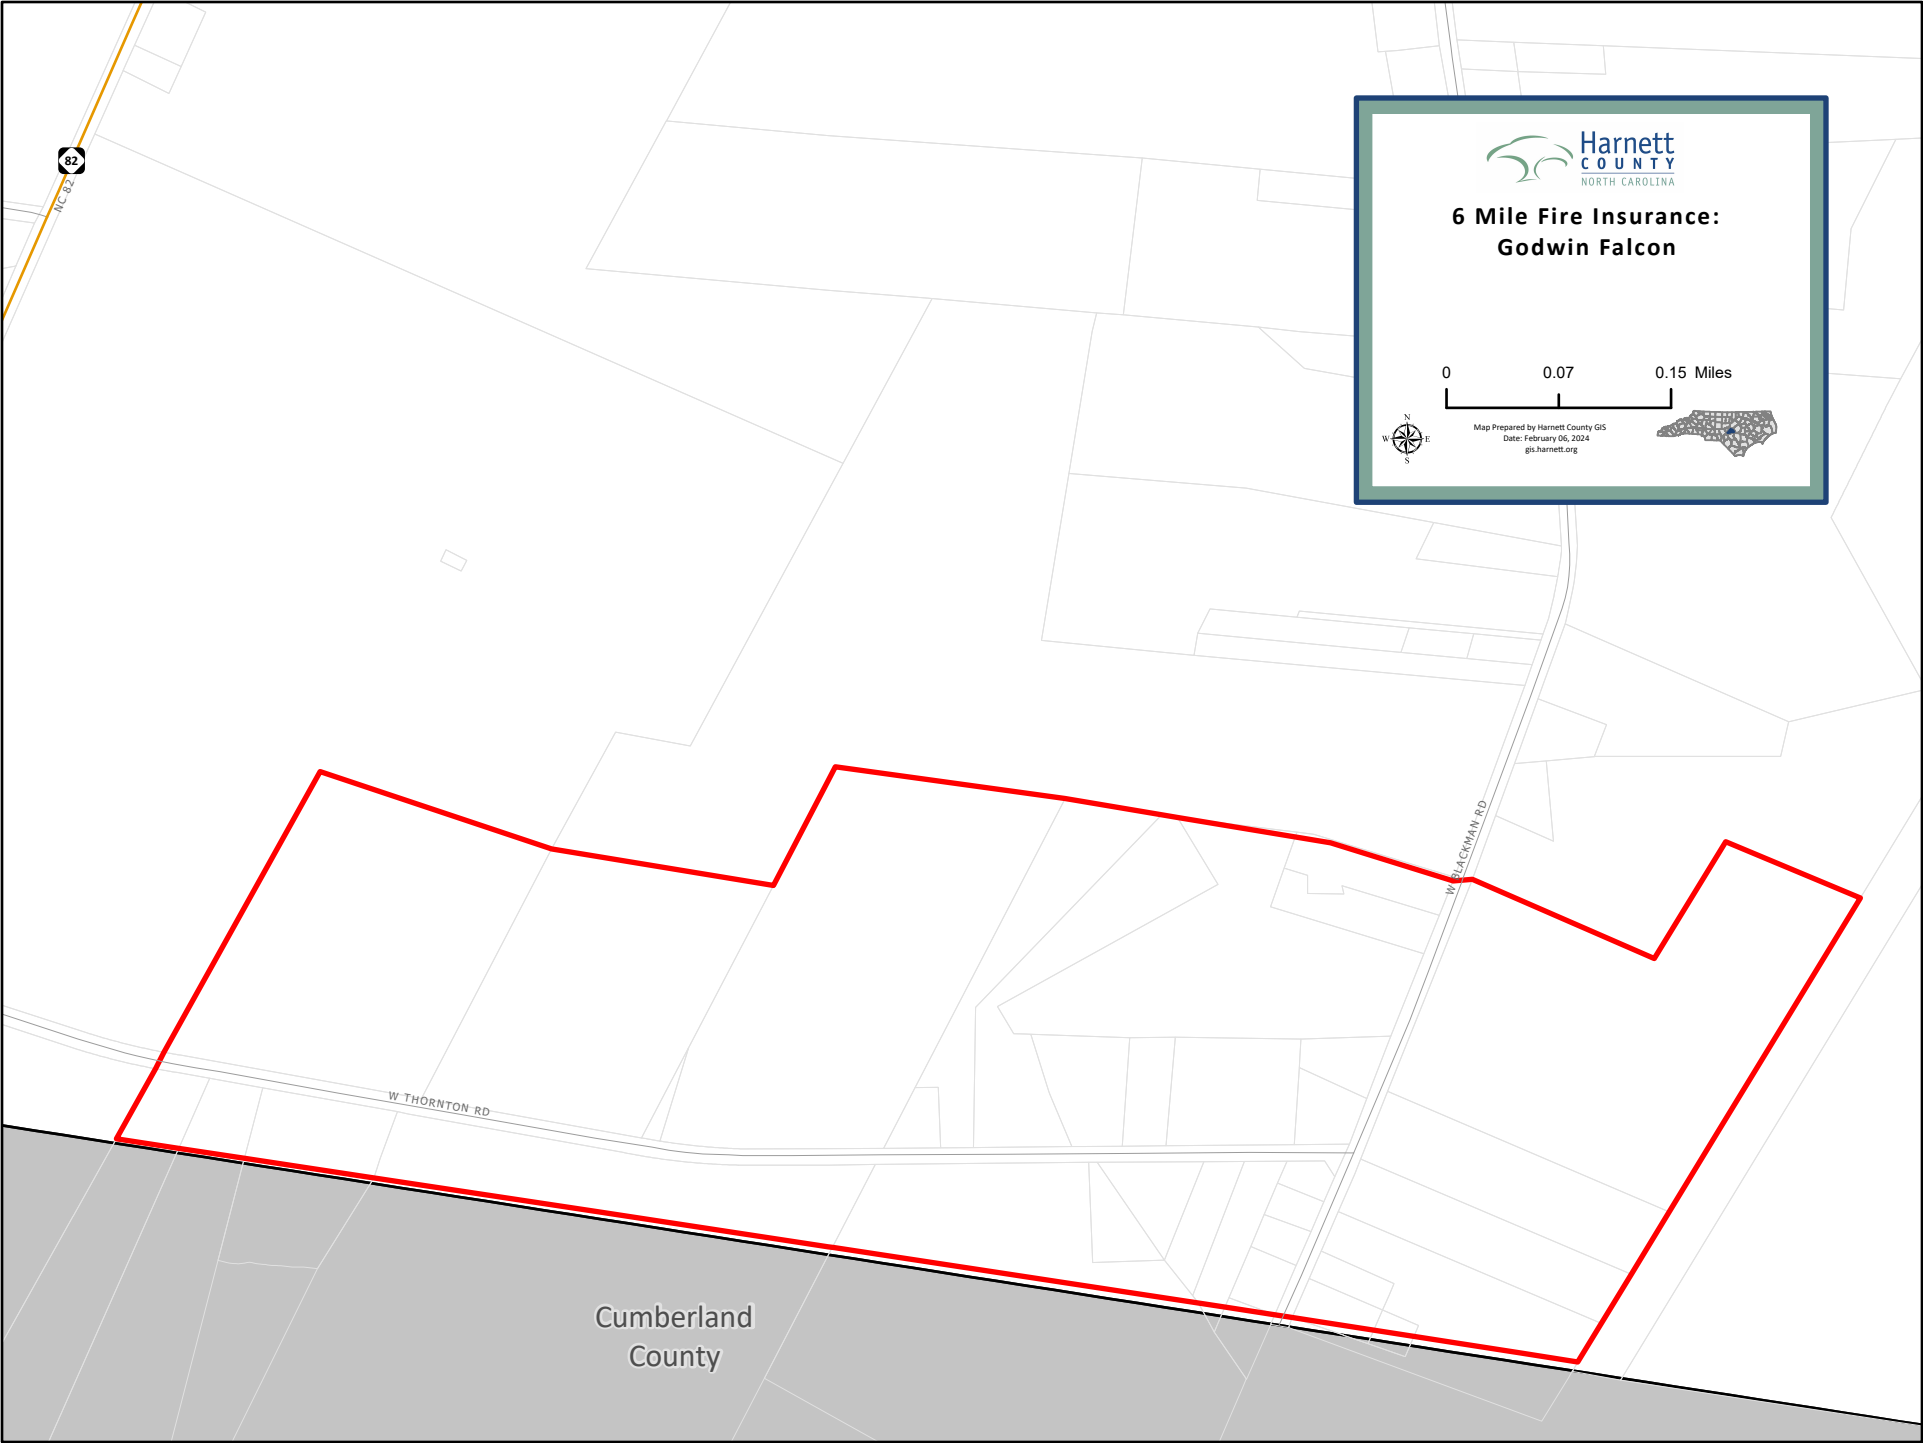 82
NC 82
Harnett
COUNTY
NORTH CAROLINA
6 Mile Fire Insurance:
Godwin Falcon
0 0.07 0.15 Miles
N
W E
S
Map Prepared by Harnett County GIS
Date: February 06, 2024
gis.harnett.org
W BLACKMAN RD
W THORNTON RD
Cumberland
County